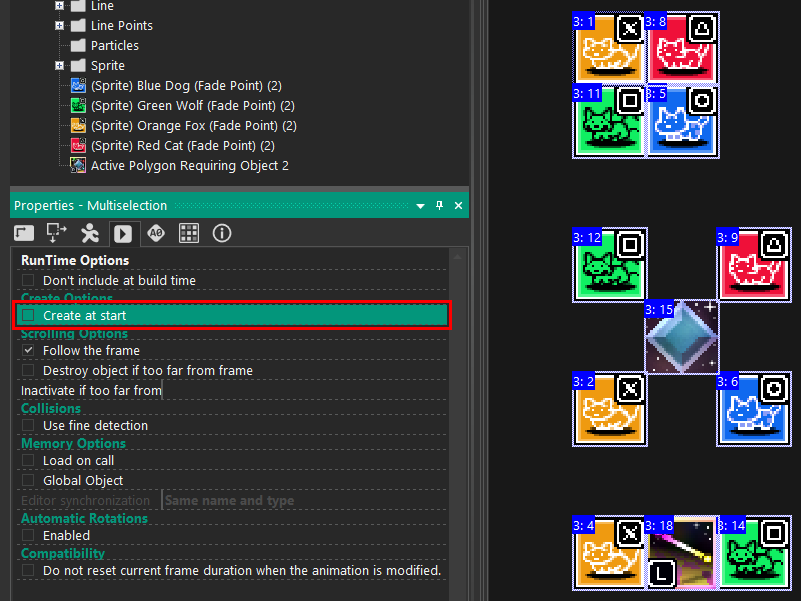 Line
Line Points
Particles
Sprite
(Sprite) Blue Dog (Fade Point) (2)
(Sprite) Green Wolf (Fade Point) (2)
(Sprite) Orange Fox (Fade Point) (2)
(Sprite) Red Cat (Fade Point) (2)
Active Polygon Requiring Object 2
Properties - Multiselection
A0
RunTime Options
Don't include at build time
Create Options
Create at start
Scrolling Options
Follow the frame
Destroy object if too far from frame
Inactivate if too far from
Collisions
Use fine detection
Memory Options
Load on call
Global Object
Editor synchronization Same name and type
Automatic Rotations
Enabled
Compatibility
Do not reset current frame duration when the animation is modified.
3: 1 3: 8
3: 11 3: 5
3: 12 3: 9
3: 15
3: 2 3: 6
3: 4 3: 18 3: 14
L